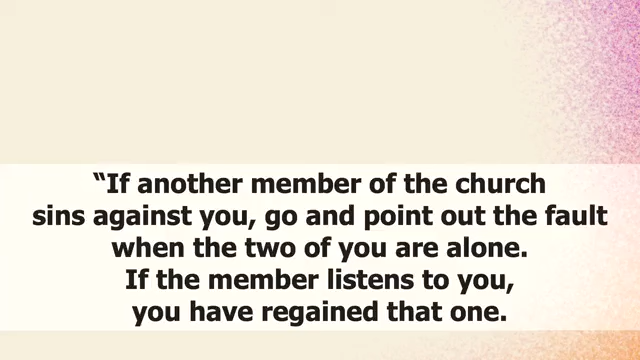 “If another member of the church
sins against you, go and point out the fault
when the two of you are alone.
If the member listens to you,
you have regained that one.